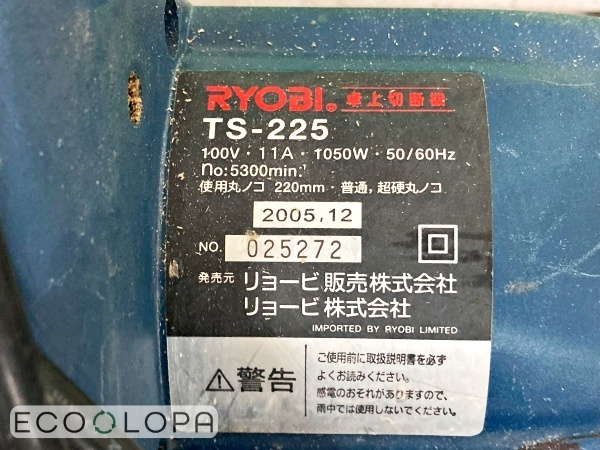 RYOBI® 卓上切断機
TS-225
100V・11A・1050W・50/60Hz
no:5300min.⁻¹
使用丸ノコ 220mm・普通,超硬丸ノコ
2005.12
NO. 025272
発売元 リョービ販売株式会社
リョービ株式会社
IMPORTED BY RYOBI LIMITED
⚠警告
ご使用前に取扱説明書を必ず
よくお読みください。
感電のおそれがありますので、
雨中では使用しないでください。
ECOOLOPA